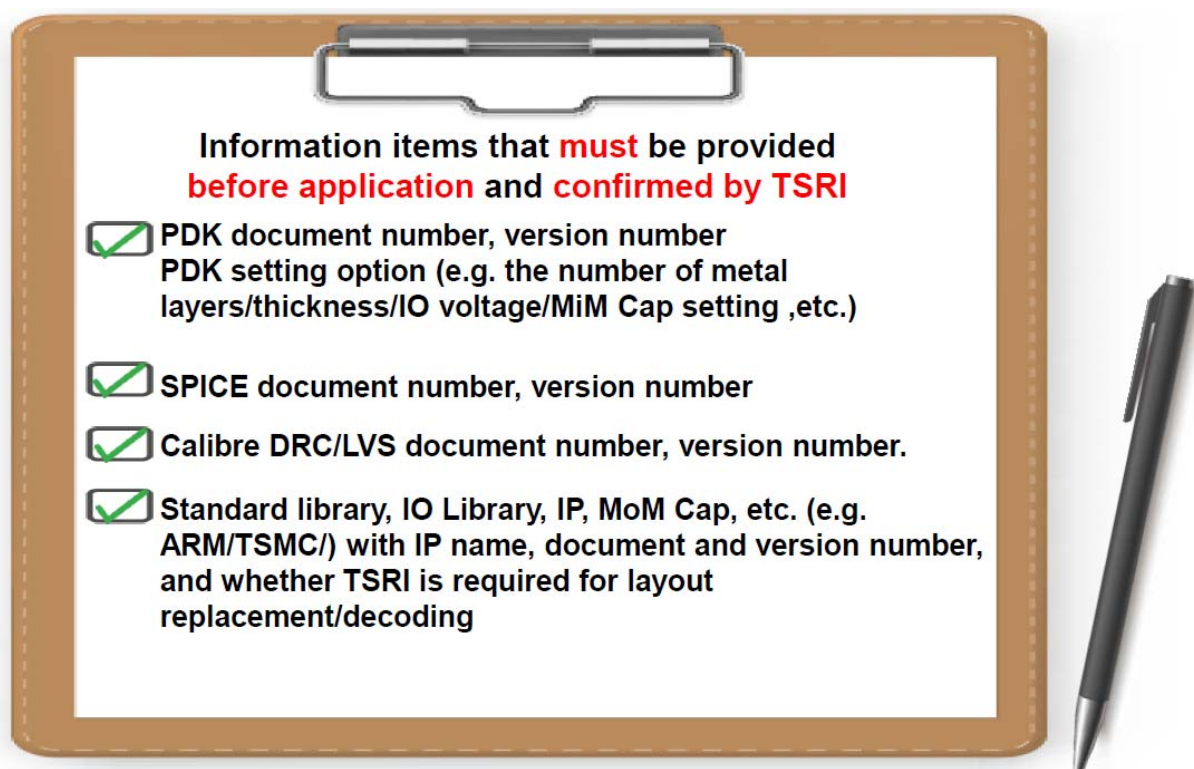 Information items that must be provided
before application and confirmed by TSRI
PDK document number, version number
PDK setting option (e.g. the number of metal
layers/thickness/IO voltage/MiM Cap setting ,etc.)
SPICE document number, version number
Calibre DRC/LVS document number, version number.
Standard library, IO Library, IP, MoM Cap, etc. (e.g.
ARM/TSMC/) with IP name, document and version number,
and whether TSRI is required for layout
replacement/decoding